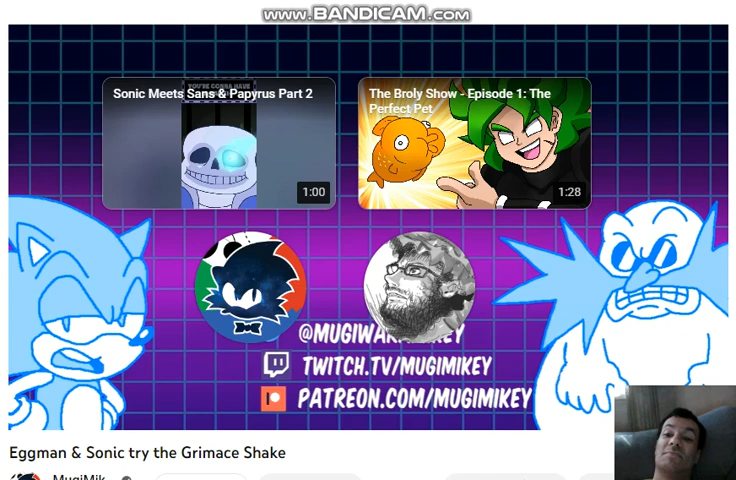 www.BANDICAM.com
Sonic Meets Sans & Papyrus Part 2
The Broly Show - Episode 1: The
Perfect Pet
1:00
1:28
TWITCH.TV/MUGIMIKEY
PATREON.COM/MUGIMIKEY
Eggman & Sonic try the Grimace Shake